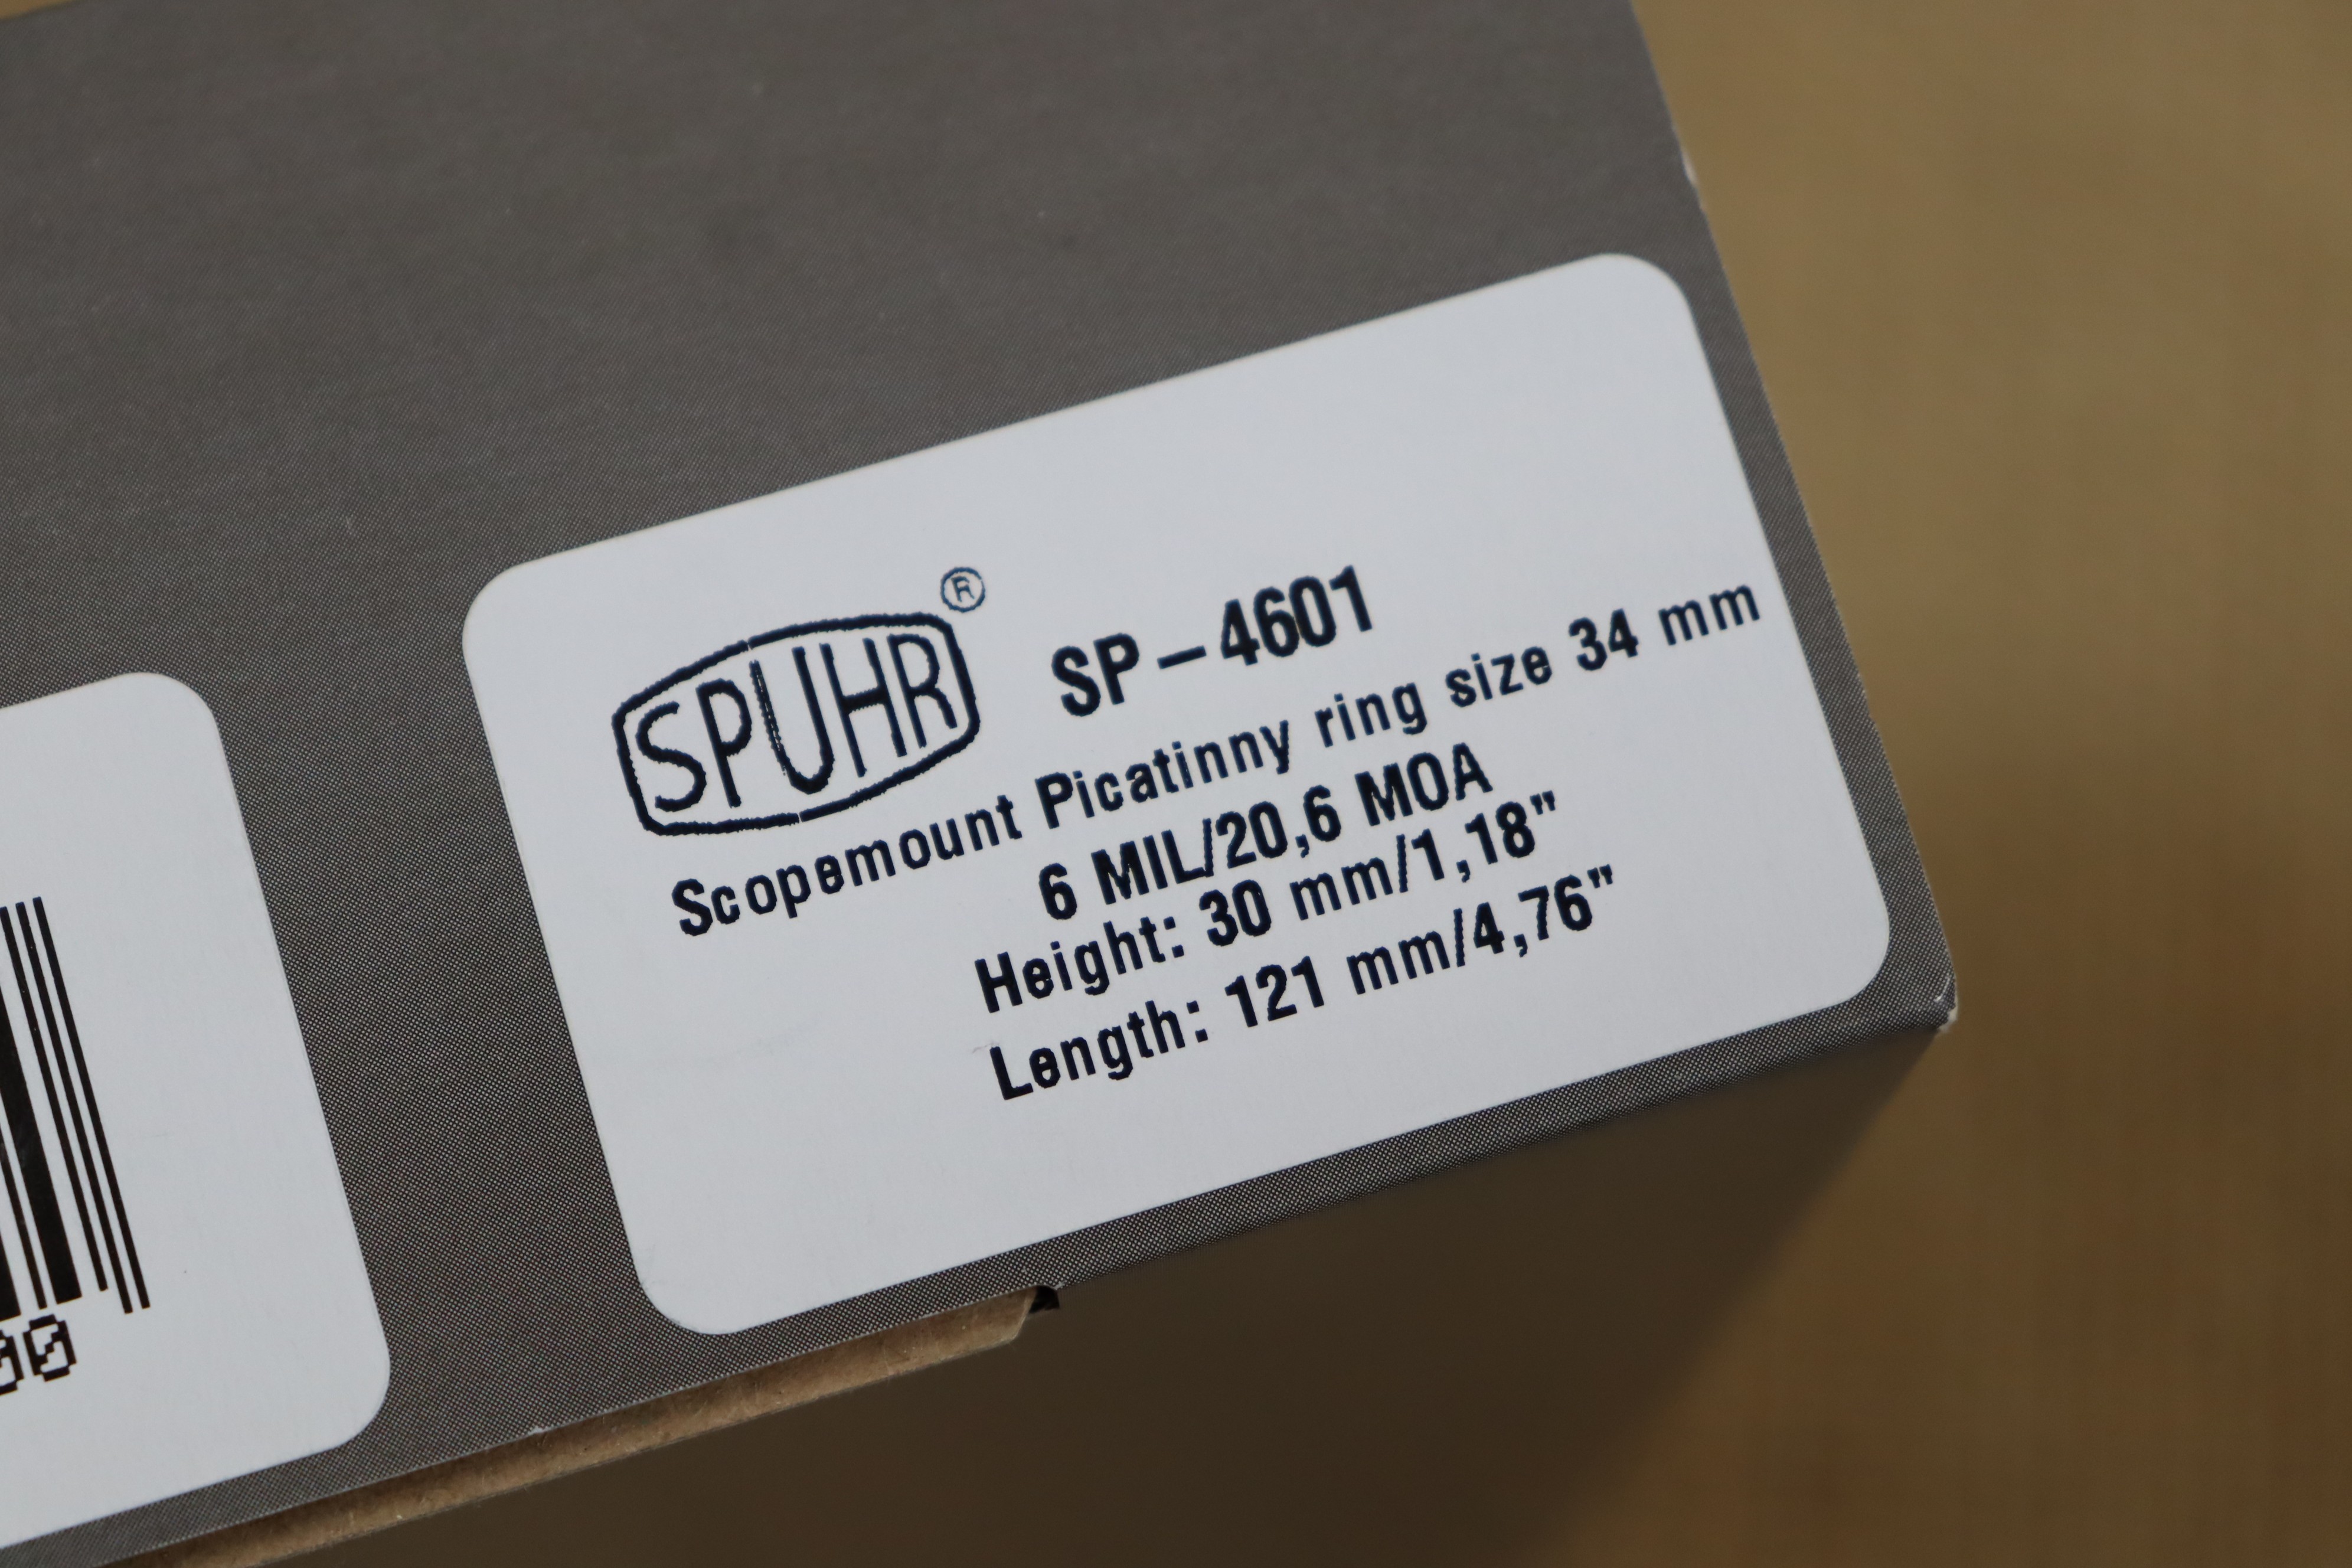 SPUHR®
SP-4601
Scopemount Picatinny ring size 34 mm
6 MIL/20,6 MOA
Height: 30 mm/1,18"
Length: 121 mm/4,76"
00